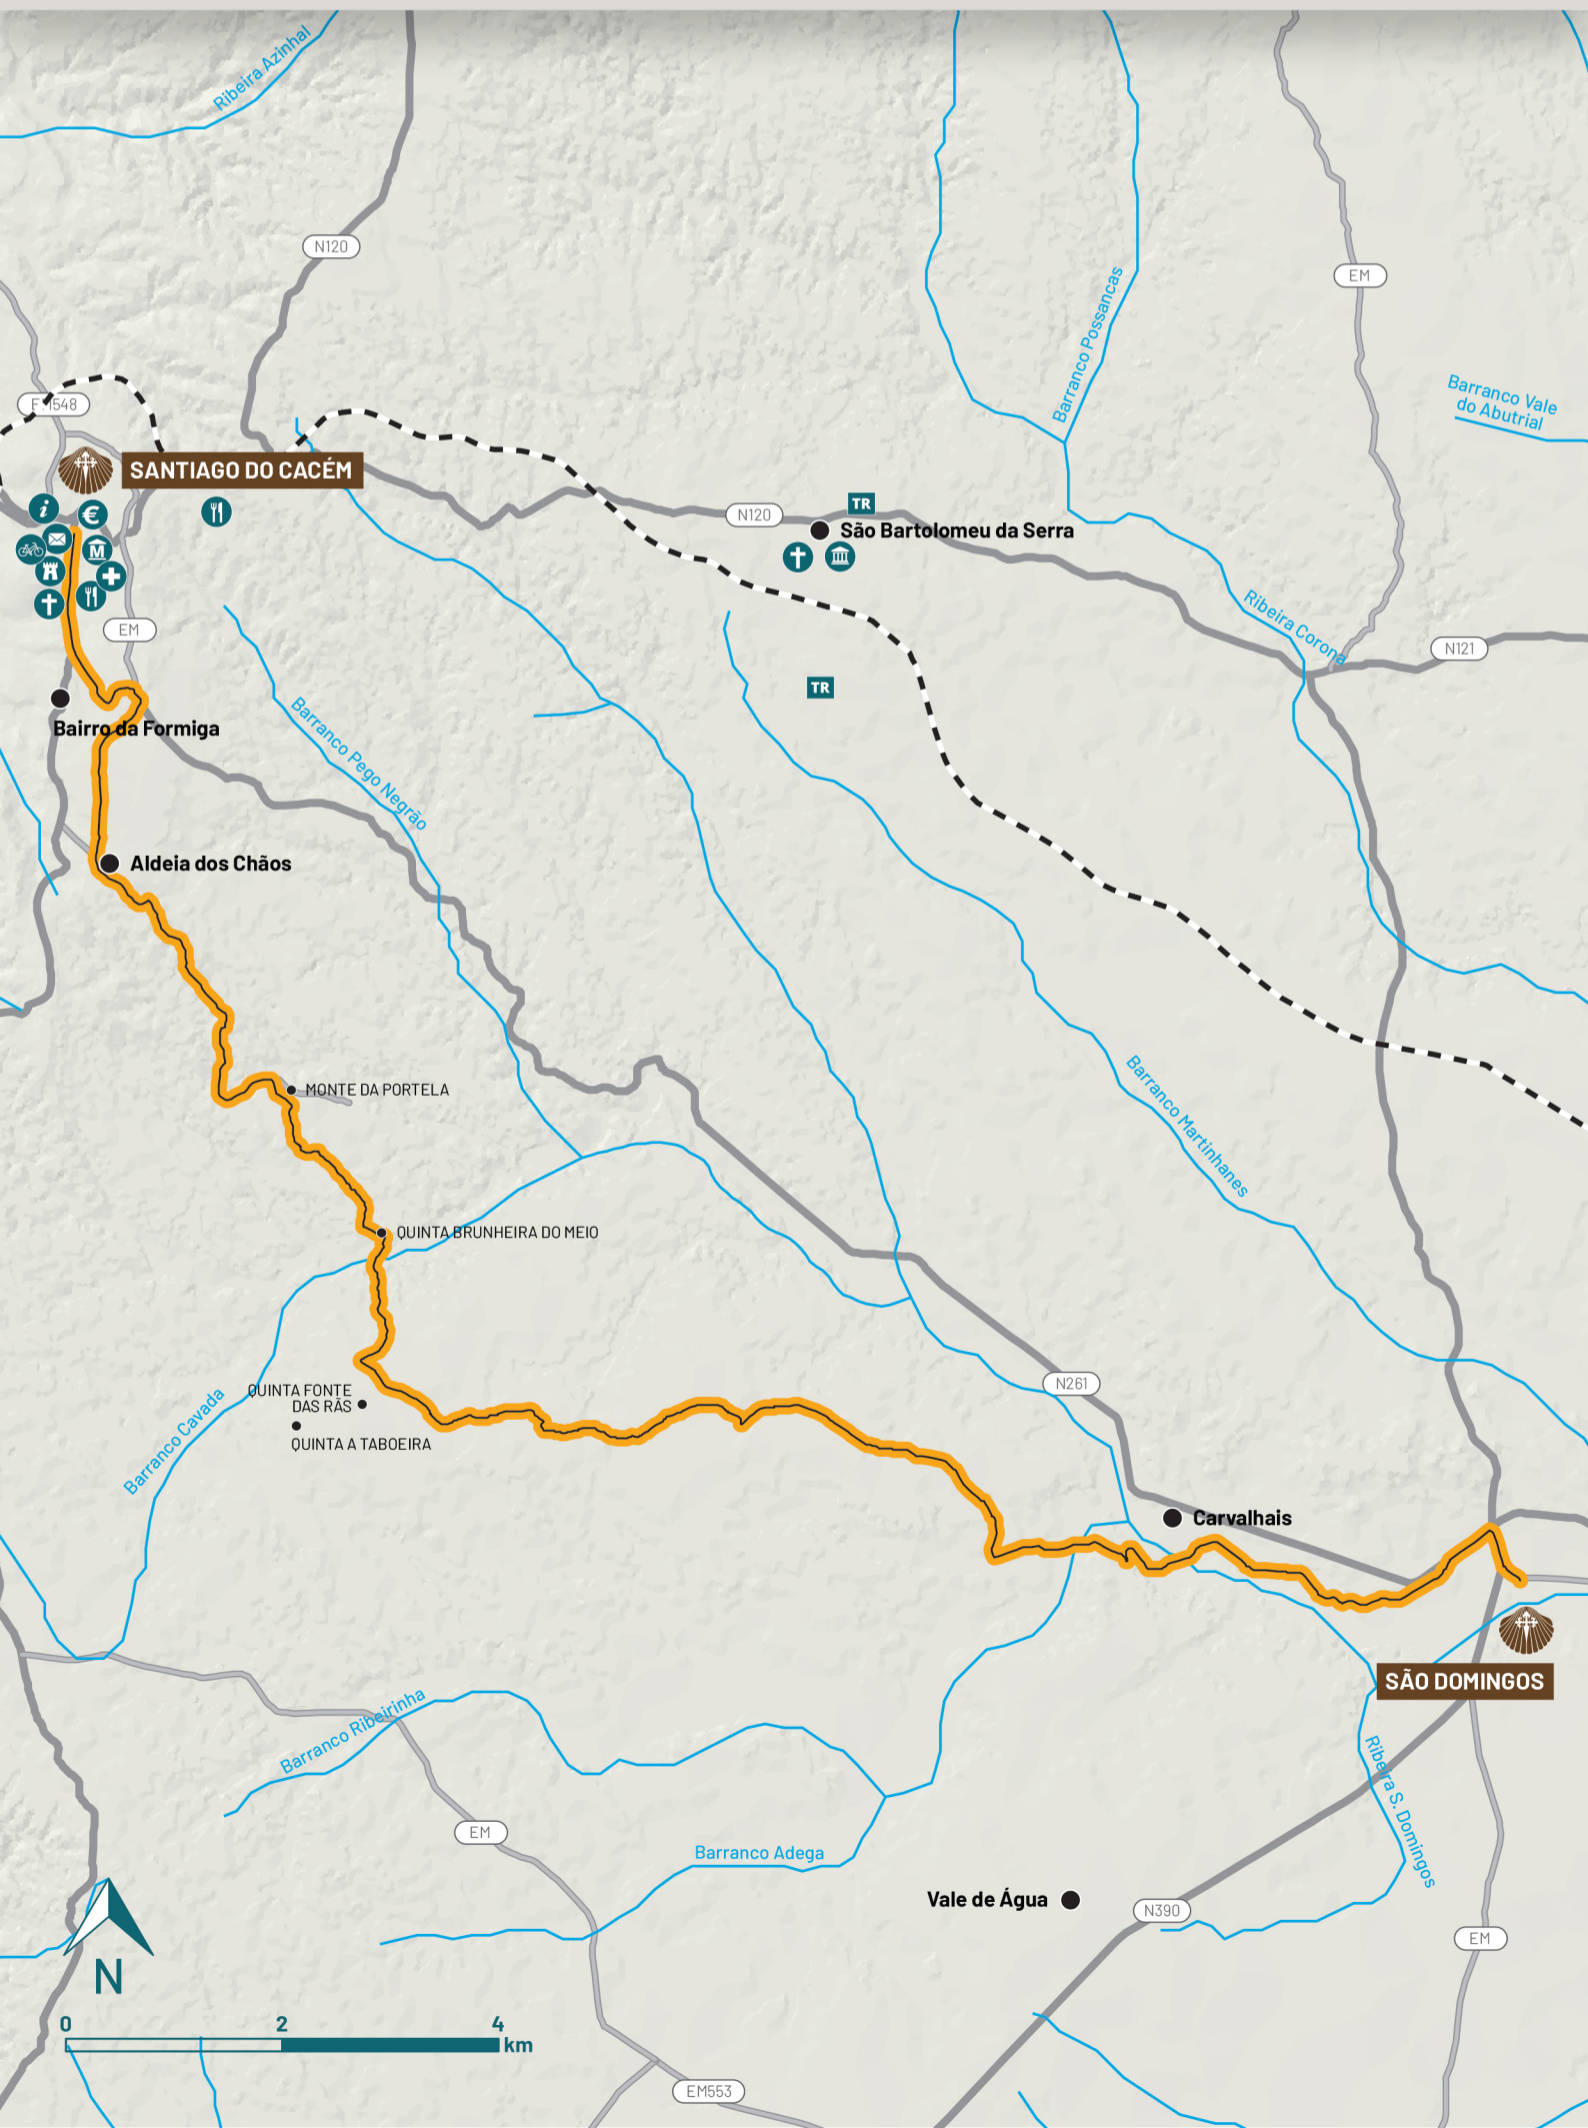 Ribeira Azinhal
N120
EM
Barranco Possancas
Barranco Vale
do Abutrial
SANTIAGO DO CACÉM
i
€
M
N120
TR
São Bartolomeu da Serra
Ribeira Corona
EM
N121
TR
Barranco Pego Negrão
Bairro da Formiga
Aldeia dos Chãos
MONTE DA PORTELA
Barranco Martinhanes
QUINTA BRUNHEIRA DO MEIO
N261
QUINTA FONTE
DAS RÃS
QUINTA A TABOEIRA
Barranco Cavada
Carvalhais
SÃO DOMINGOS
Barranco Ribeirinha
Ribeira S. Domingos
EM
Barranco Adega
Vale de Água
N390
EM
N
0 2 4
km
EM553